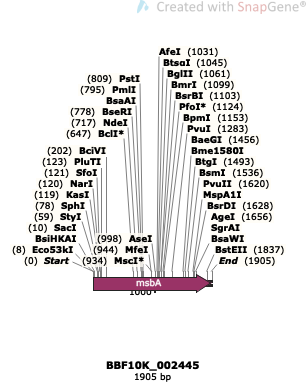 Created with SnapGene®
AfeI (1031)
BtsαI (1045)
BglII (1061)
BmrI (1099)
BsrBI (1103)
PfoI* (1124)
BpmI (1153)
PvuI (1283)
BaeGI (1456)
Bme1580I
BtgI (1493)
BsmI (1536)
PvuII (1620)
MspA1I
BsrDI (1628)
AgeI (1656)
SgrAI
BsaWI
BstEII (1837)
End (1905)
(809) PstI
(795) PmlI
BsaAI
(778) BseRI
(717) NdeI
(647) BclI*
(202) BciVI
(123) PluTI
(121) SfoI
(120) NarI
(119) KasI
(78) SphI
(59) StyI
(10) SacI
BsiHKAI
(8) Eco53kI
(0) Start
(998) AseI
(944) MfeI
(934) MscI*
msbA
1000
BBF10K_002445
1905 bp